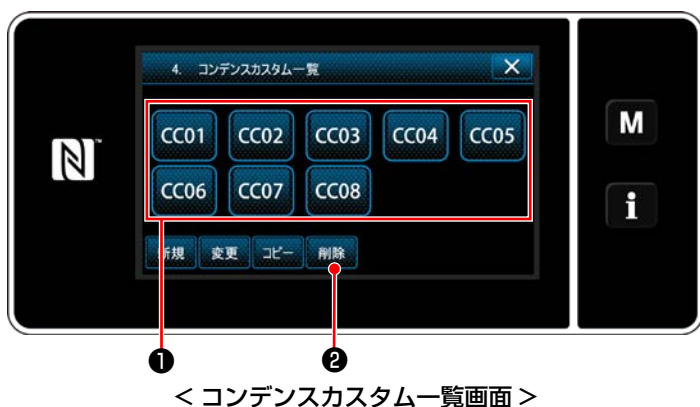 4. コンデンスカスタム一覧
CC01 CC02 CC03 CC04 CC05
M
CC06 CC07 CC08
i
新規 変更 コピー 削除
❶ ❷
< コンデンスカスタム一覧画面 >